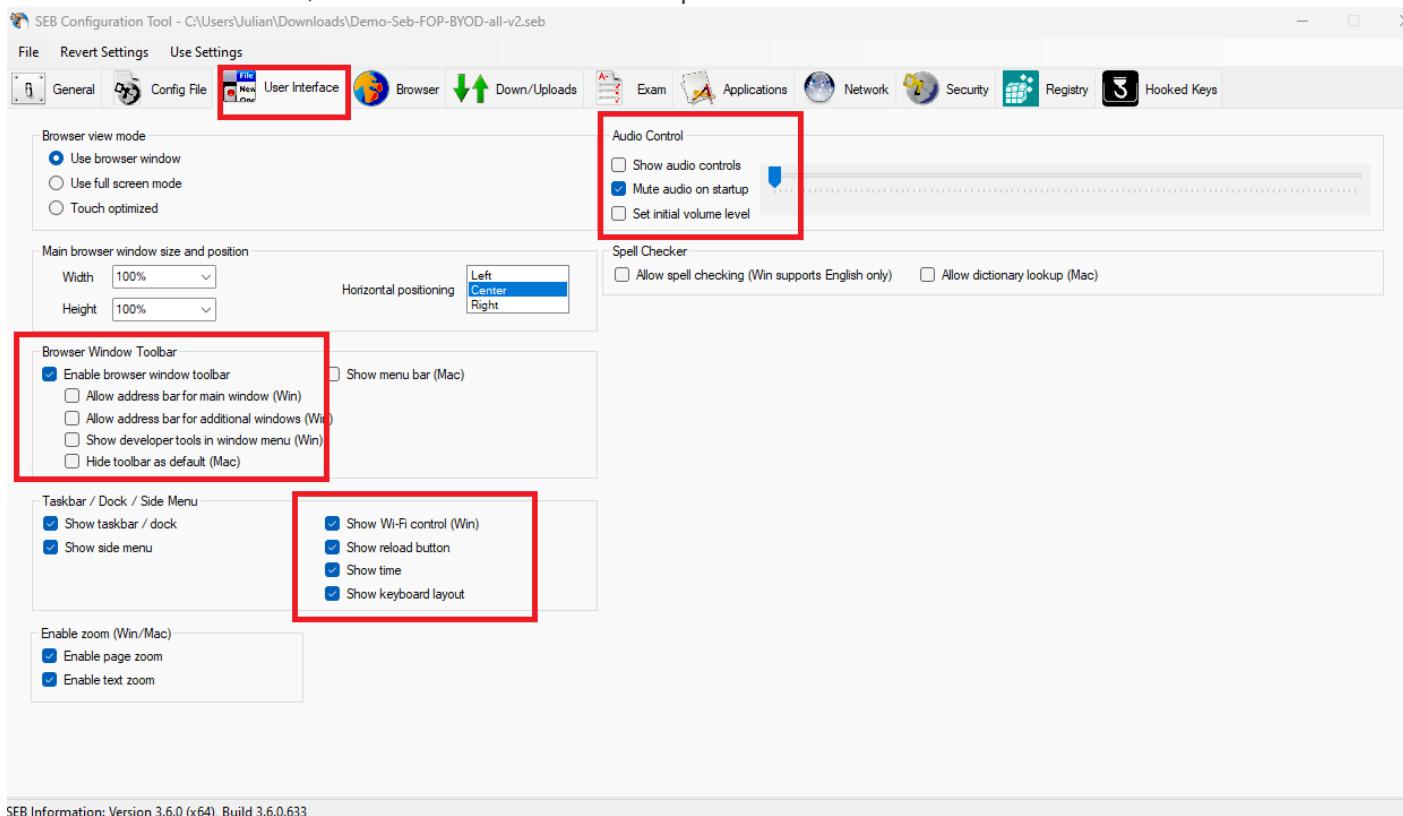 SEB Configuration Tool - C:\Users\Julian\Downloads\Demo-Seb-FOP-BYOD-all-v2.seb
File Revert Settings Use Settings
General Config File User Interface Browser Down/Uploads Exam Applications Network Security Registry Hooked Keys
Browser view mode
Use browser window
Use full screen mode
Touch optimized
Audio Control
Show audio controls
Mute audio on startup
Set initial volume level
Main browser window size and position
Width 100%
Height 100%
Horizontal positioning
Left
Center
Right
Spell Checker
Allow spell checking (Win supports English only) Allow dictionary lookup (Mac)
Browser Window Toolbar
Enable browser window toolbar Show menu bar (Mac)
Allow address bar for main window (Win)
Allow address bar for additional windows (Win)
Show developer tools in window menu (Win)
Hide toolbar as default (Mac)
Taskbar / Dock / Side Menu
Show taskbar / dock
Show side menu
Show Wi-Fi control (Win)
Show reload button
Show time
Show keyboard layout
Enable zoom (Win/Mac)
Enable page zoom
Enable text zoom
SEB Information: Version 3.6.0 (x64), Build 3.6.0.633